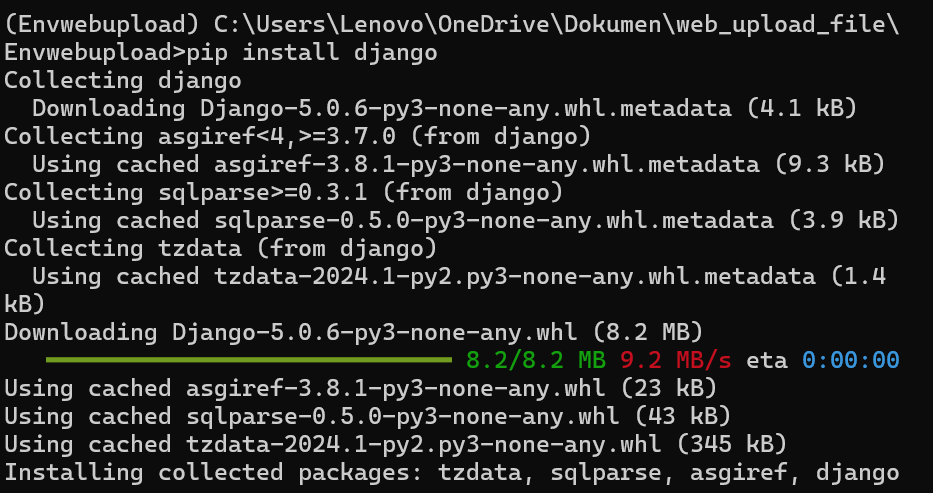 (Envwebupload) C:\Users\Lenovo\OneDrive\Dokumen\web_upload_file\
Envwebupload>pip install django
Collecting django
  Downloading Django-5.0.6-py3-none-any.whl.metadata (4.1 kB)
Collecting asgiref<4,>=3.7.0 (from django)
  Using cached asgiref-3.8.1-py3-none-any.whl.metadata (9.3 kB)
Collecting sqlparse>=0.3.1 (from django)
  Using cached sqlparse-0.5.0-py3-none-any.whl.metadata (3.9 kB)
Collecting tzdata (from django)
  Using cached tzdata-2024.1-py2.py3-none-any.whl.metadata (1.4
kB)
Downloading Django-5.0.6-py3-none-any.whl (8.2 MB)
8.2/8.2 MB 9.2 MB/s eta 0:00:00
Using cached asgiref-3.8.1-py3-none-any.whl (23 kB)
Using cached sqlparse-0.5.0-py3-none-any.whl (43 kB)
Using cached tzdata-2024.1-py2.py3-none-any.whl (345 kB)
Installing collected packages: tzdata, sqlparse, asgiref, django